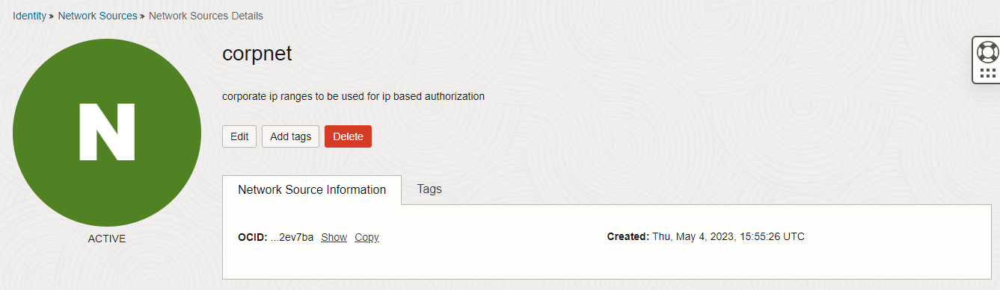 Identity » Network Sources » Network Sources Details
N
ACTIVE
corpnet
corporate ip ranges to be used for ip based authorization
Edit Add tags Delete
Network Source Information Tags
OCID: ...2ev7ba Show Copy
Created: Thu, May 4, 2023, 15:55:26 UTC